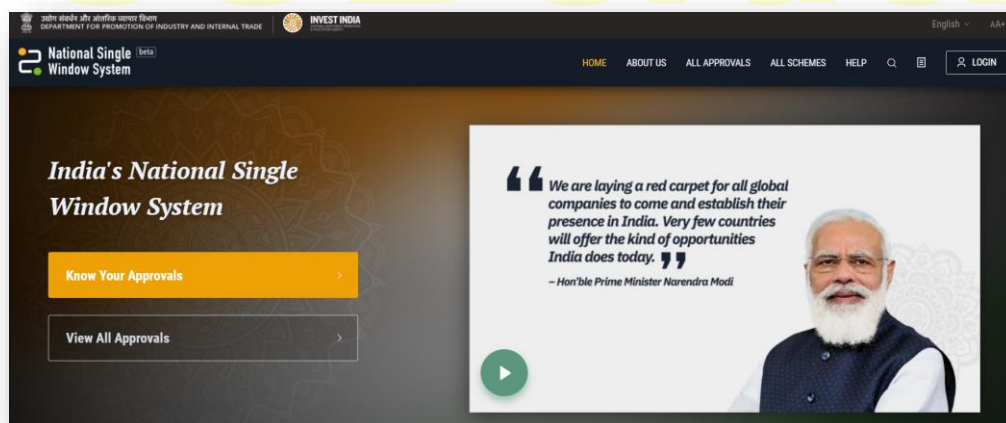 उद्योग संवर्धन और आंतरिक व्यापार विभाग
DEPARTMENT FOR PROMOTION OF INDUSTRY AND INTERNAL TRADE
INVEST INDIA
English
AA+
National Single beta
Window System
HOME ABOUT US ALL APPROVALS ALL SCHEMES HELP LOGIN
India's National Single
Window System
Know Your Approvals
View All Approvals
We are laying a red carpet for all global
companies to come and establish their
presence in India. Very few countries
will offer the kind of opportunities
India does today.
– Hon'ble Prime Minister Narendra Modi